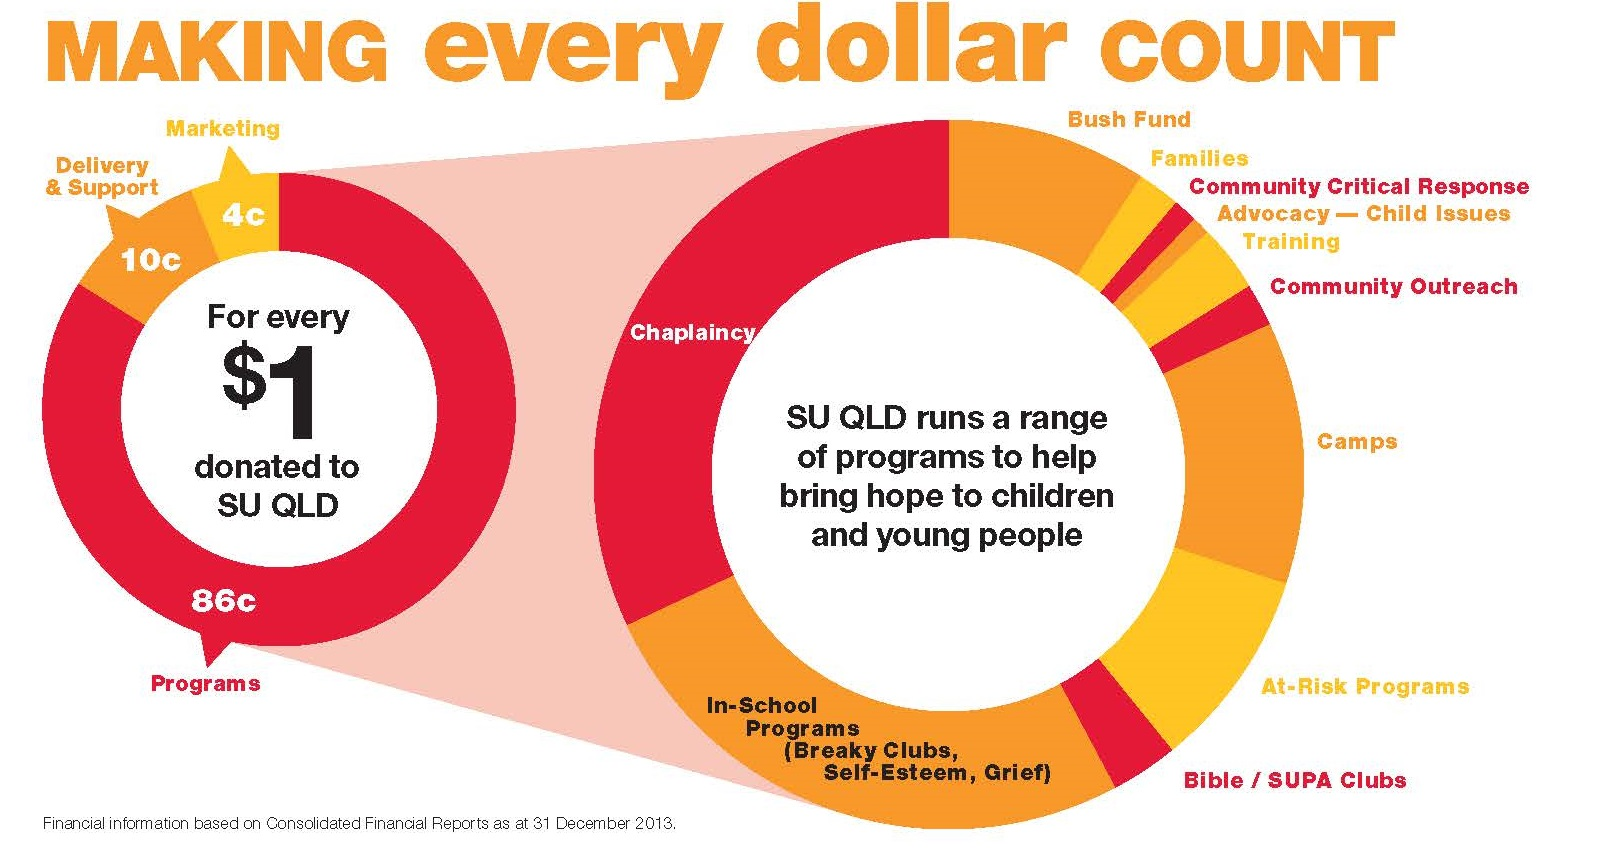 MAKING every dollar COUNT
Marketing
Delivery
& Support
4c
10c
For every
$1
donated to
SU QLD
86c
Programs
Bush Fund
Families
Community Critical Response
Advocacy — Child Issues
Training
Community Outreach
Chaplaincy
SU QLD runs a range
of programs to help
bring hope to children
and young people
Camps
At-Risk Programs
In-School
Programs
(Breaky Clubs,
Self-Esteem, Grief)
Bible / SUPA Clubs
Financial information based on Consolidated Financial Reports as at 31 December 2013.